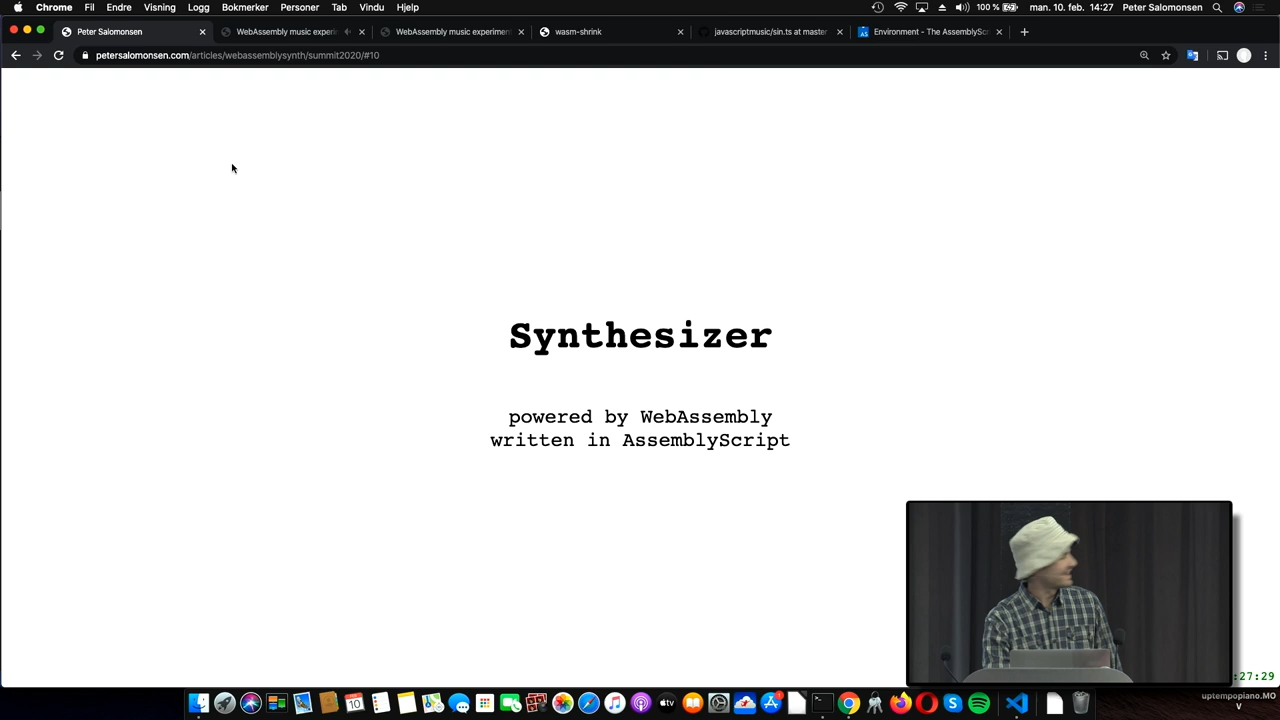 Chrome Fil Endre Visning Logg Bokmerker Personer Tab Vindu Hjelp 100 % man. 10. feb. 14:27 Peter Salomonsen
Peter Salomonsen WebAssembly music experi WebAssembly music experimen wasm-shrink javascriptmusic/sin.ts at master Environment - The AssemblyScr
petersalomonsen.com/articles/webassemblysynth/summit2020/#10
Synthesizer
powered by WebAssembly
written in AssemblyScript
:27:29
uptempopiano.MO
V